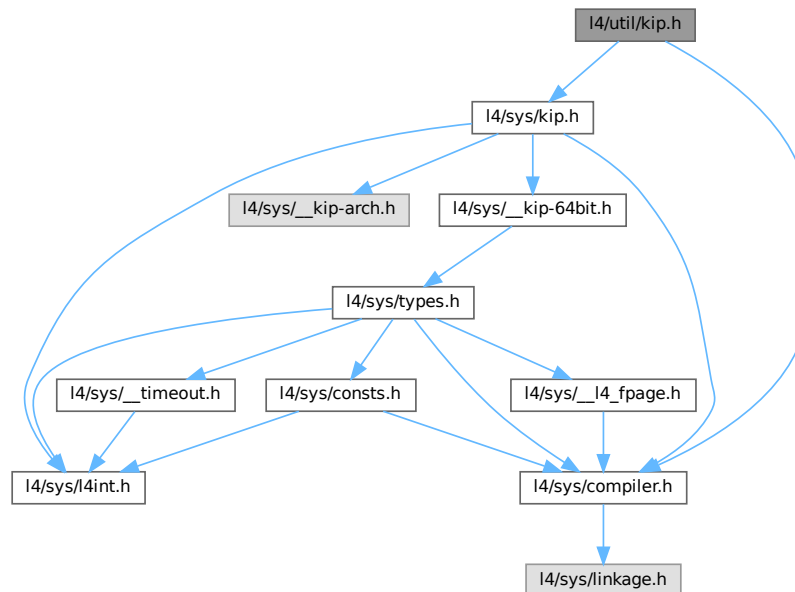 l4/util/kip.h
l4/sys/kip.h
l4/sys/__kip-arch.h
l4/sys/__kip-64bit.h
l4/sys/types.h
l4/sys/__timeout.h
l4/sys/consts.h
l4/sys/__l4_fpage.h
l4/sys/l4int.h
l4/sys/compiler.h
l4/sys/linkage.h